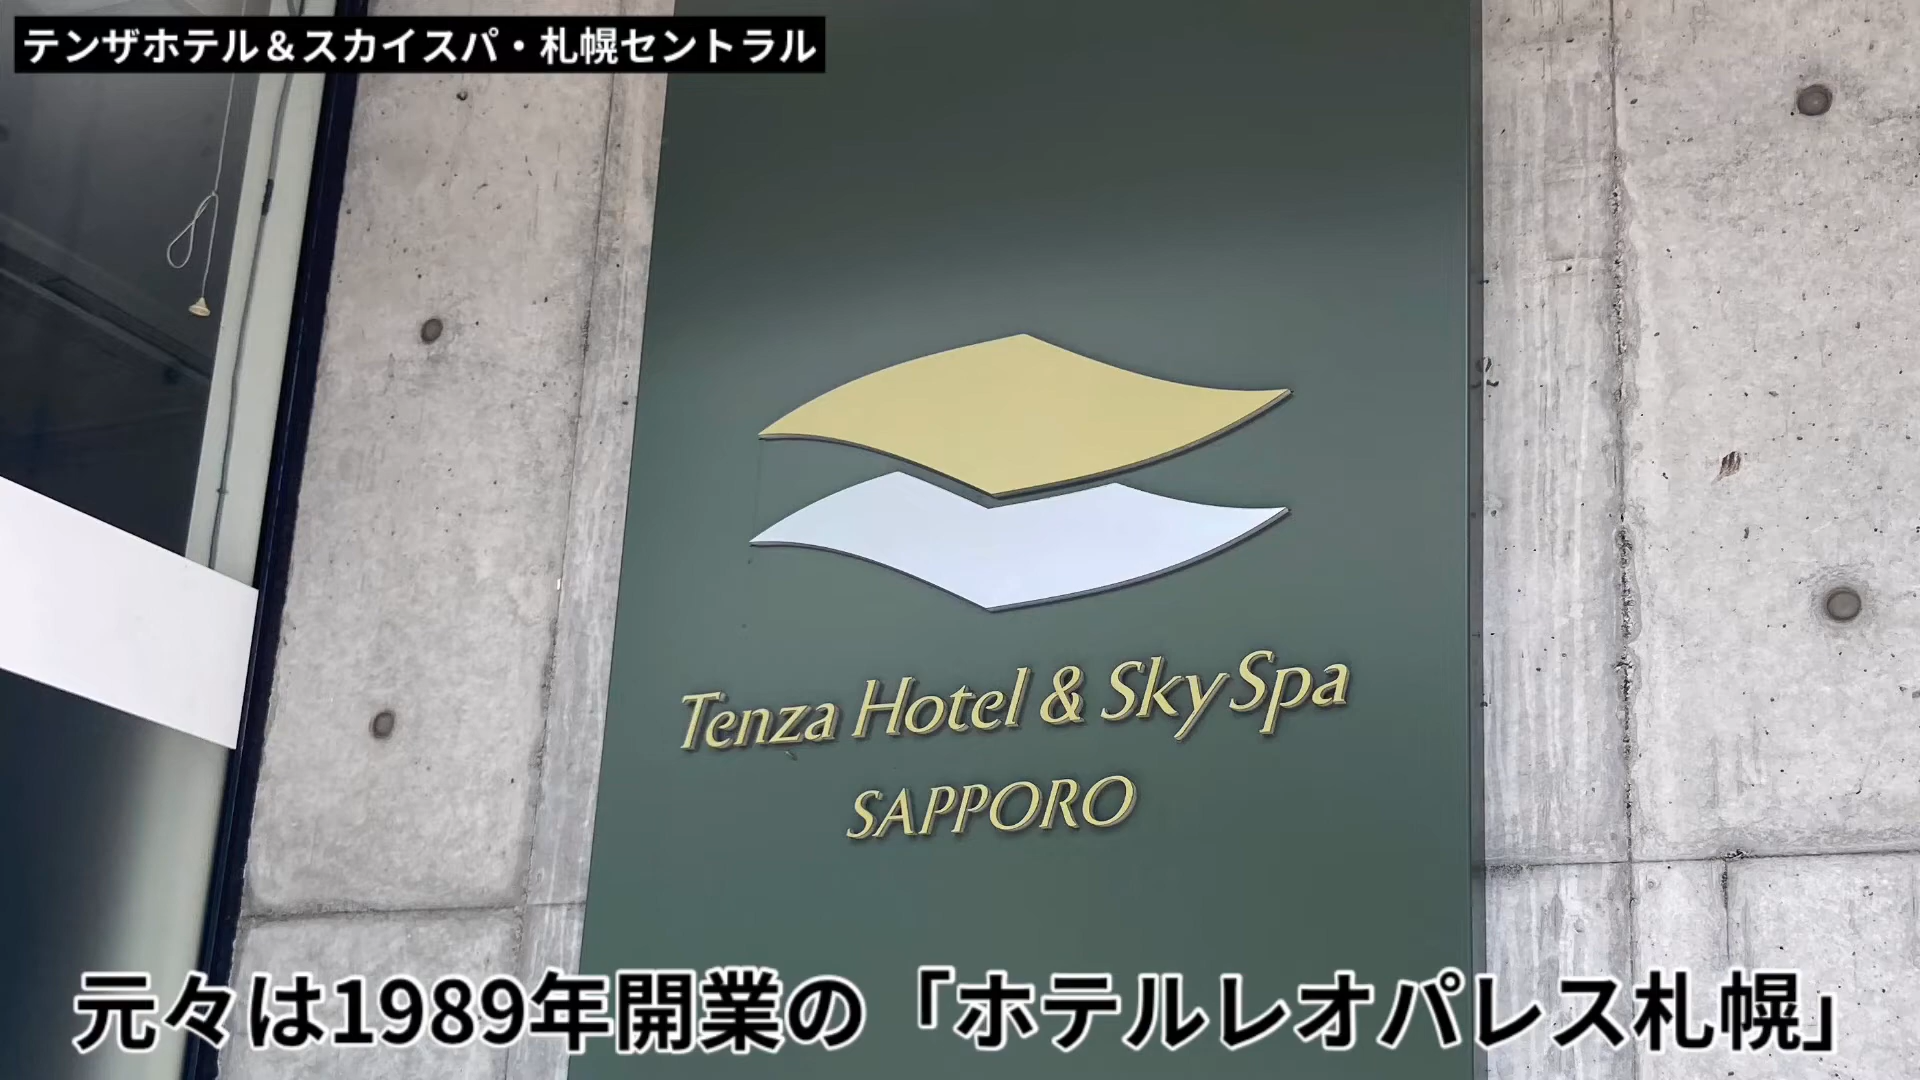 テンザホテル＆スカイスパ・札幌セントラル
Tenza Hotel & Sky Spa
SAPPORO
元々は1989年開業の「ホテルレオパレス札幌」